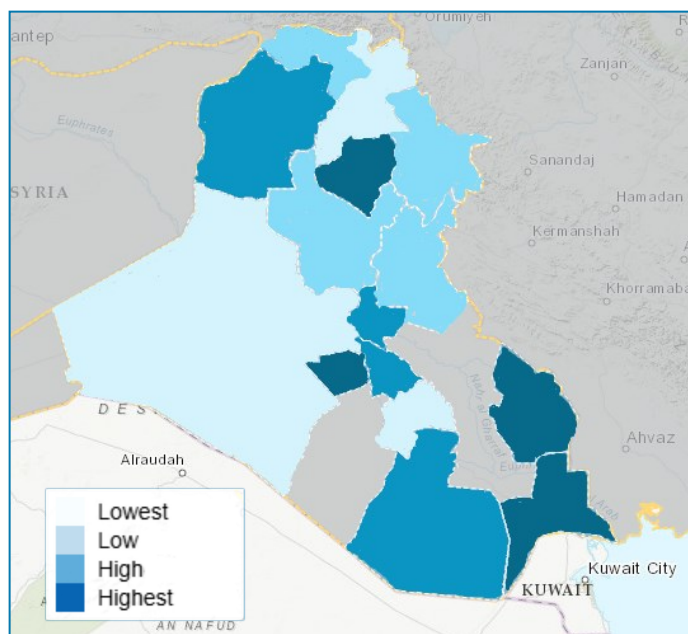 antep
Orumiyeh
R
Zanjan
Euphrates
Sanandaj
SYRIA
Hamadan
Kermanshah
Khorramaba
DES
Ahvaz
Alraudah
Lowest
Low
High
Highest
Kuwait City
KUWAIT
AN NAFUD